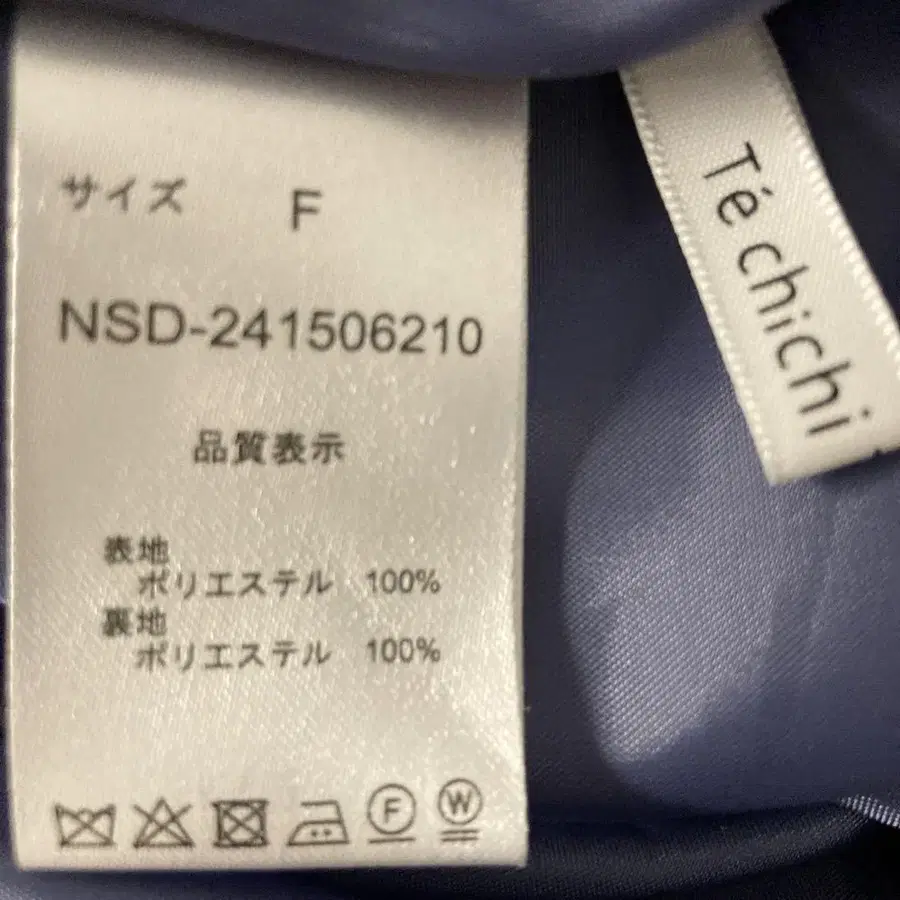 サイズ F
NSD-241506210
品質表示
表地
ポリエステル 100%
裏地
ポリエステル 100%
F W
Té chichi